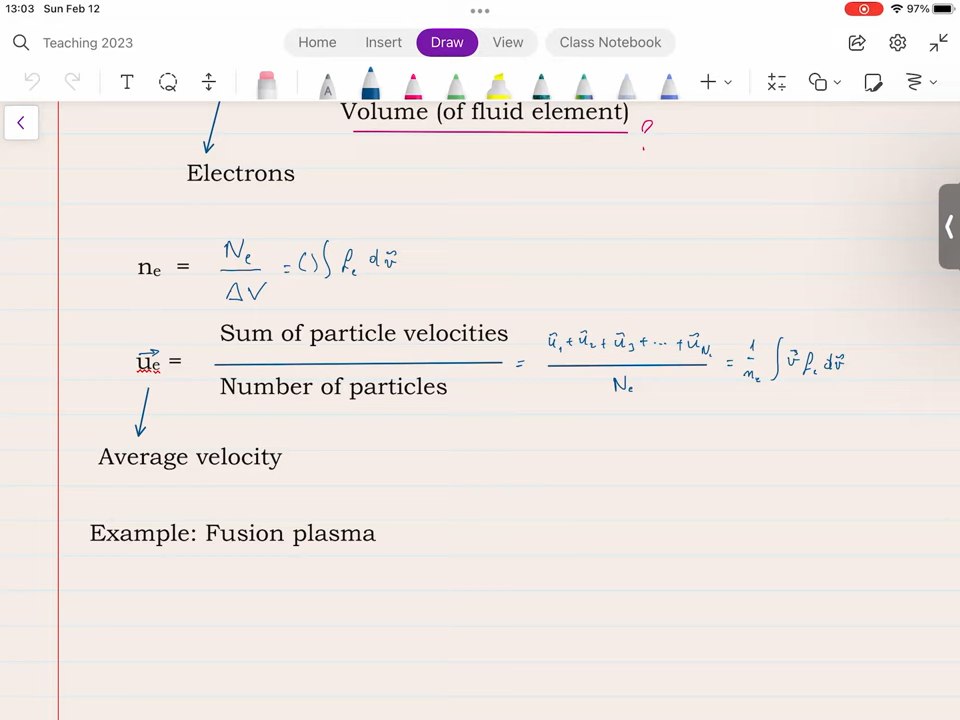 13:03 Sun Feb 12
97%
Teaching 2023
Home Insert Draw View Class Notebook
T
A
Volume (of fluid element) ?
Electrons
nₑ = Nₑ / ΔV = ( ) ∫ fₑ dv⃗
u⃗ₑ = Sum of particle velocities / Number of particles = (u⃗₁ + u⃗₂ + u⃗₃ + ... + u⃗_Nₑ) / Nₑ = 1/nₑ ∫ v⃗ fₑ dv⃗
Average velocity
Example: Fusion plasma